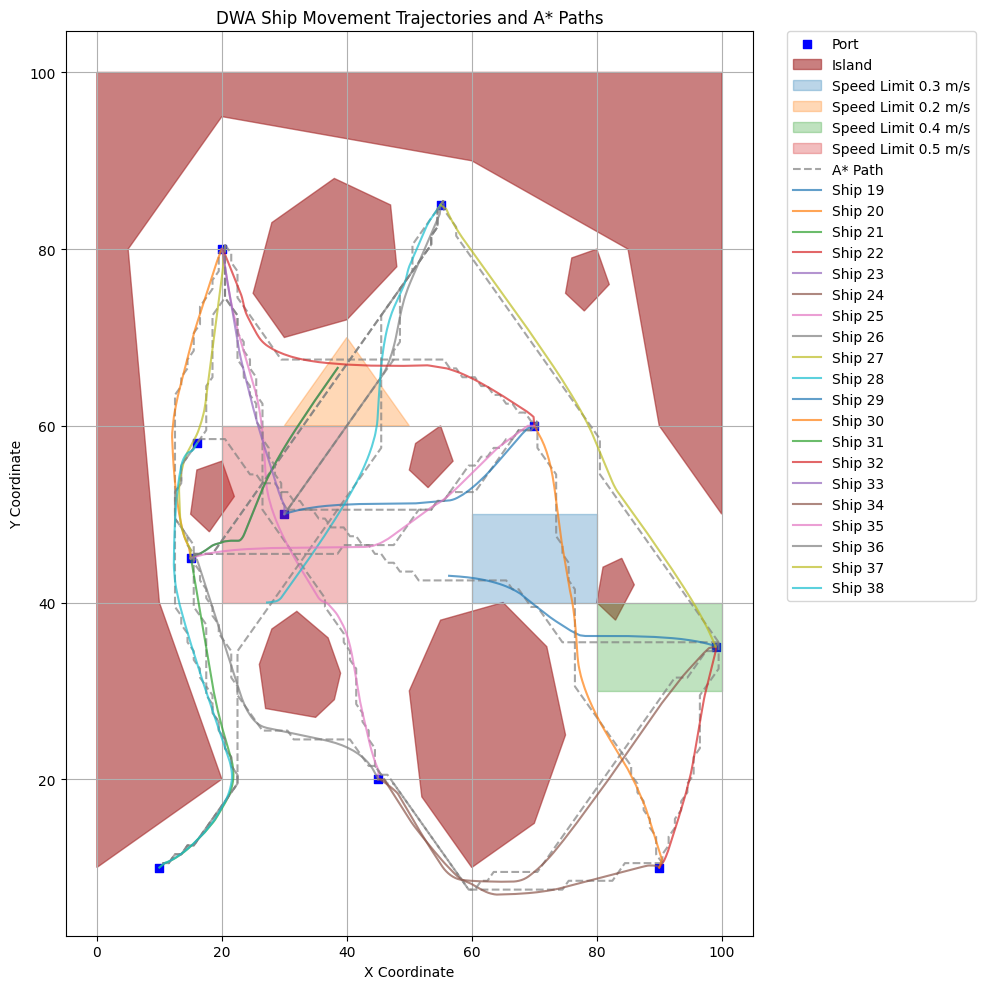 DWA Ship Movement Trajectories and A* Paths
100
80
60
40
20
Y Coordinate
0
20
40
60
80
100
X Coordinate
Port
Island
Speed Limit 0.3 m/s
Speed Limit 0.2 m/s
Speed Limit 0.4 m/s
Speed Limit 0.5 m/s
A* Path
Ship 19
Ship 20
Ship 21
Ship 22
Ship 23
Ship 24
Ship 25
Ship 26
Ship 27
Ship 28
Ship 29
Ship 30
Ship 31
Ship 32
Ship 33
Ship 34
Ship 35
Ship 36
Ship 37
Ship 38